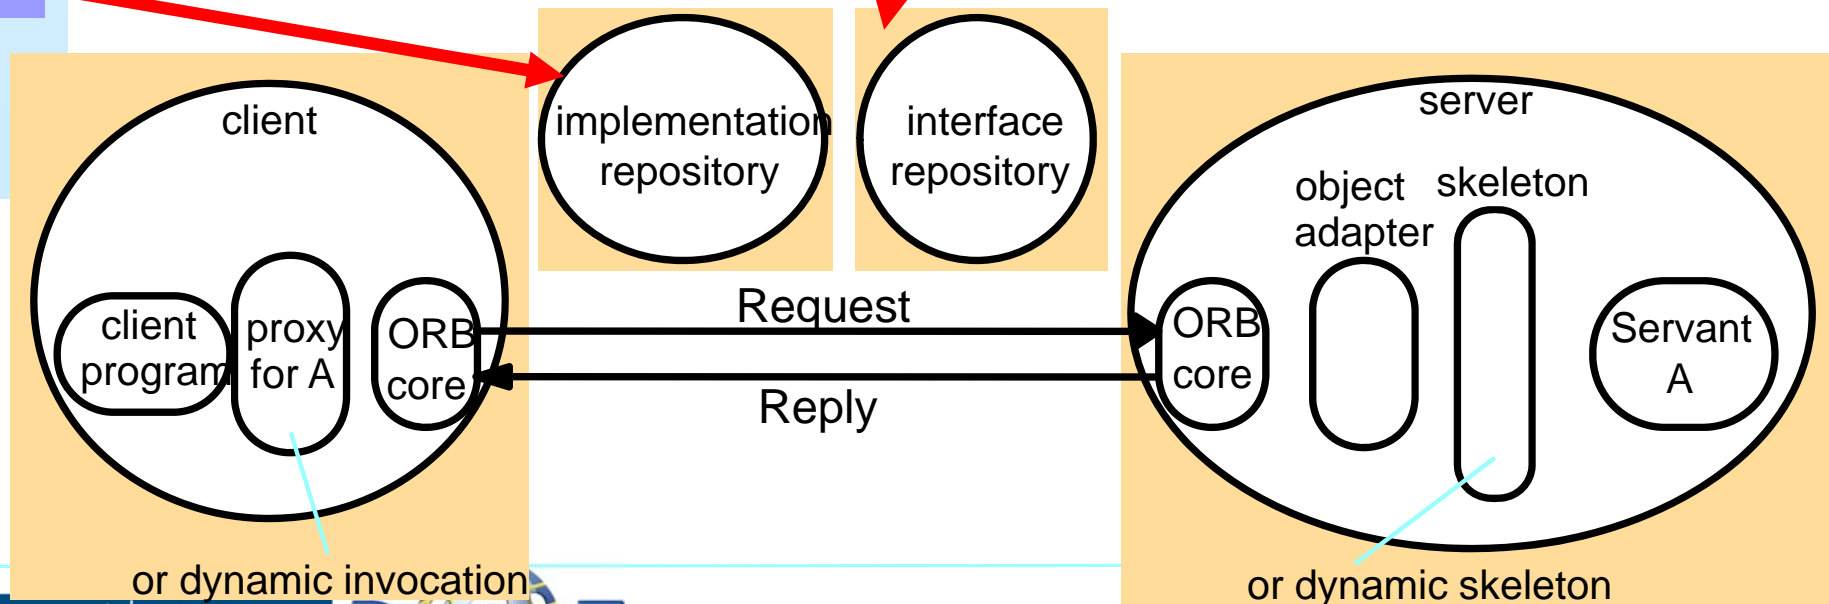 client
implementation
repository
interface
repository
server
object
adapter
skeleton
client
program
proxy
for A
ORB
core
Request
Reply
ORB
core
Servant
A
or dynamic invocation
or dynamic skeleton